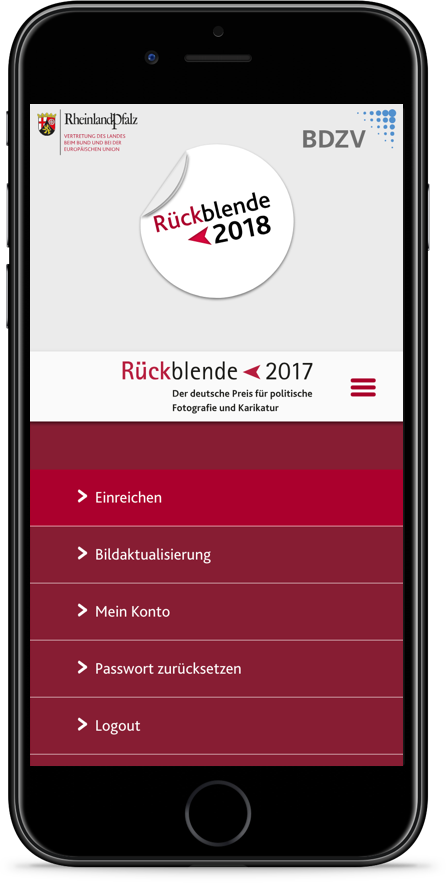 RheinlandPfalz
VERTRETUNG DES LANDES
BEIM BUND UND BEI DER
EUROPÄISCHEN UNION
BDZV
Rückblende
2018
Rückblende 2017
Der deutsche Preis für politische
Fotografie und Karikatur
Einreichen
Bildaktualisierung
Mein Konto
Passwort zurücksetzen
Logout